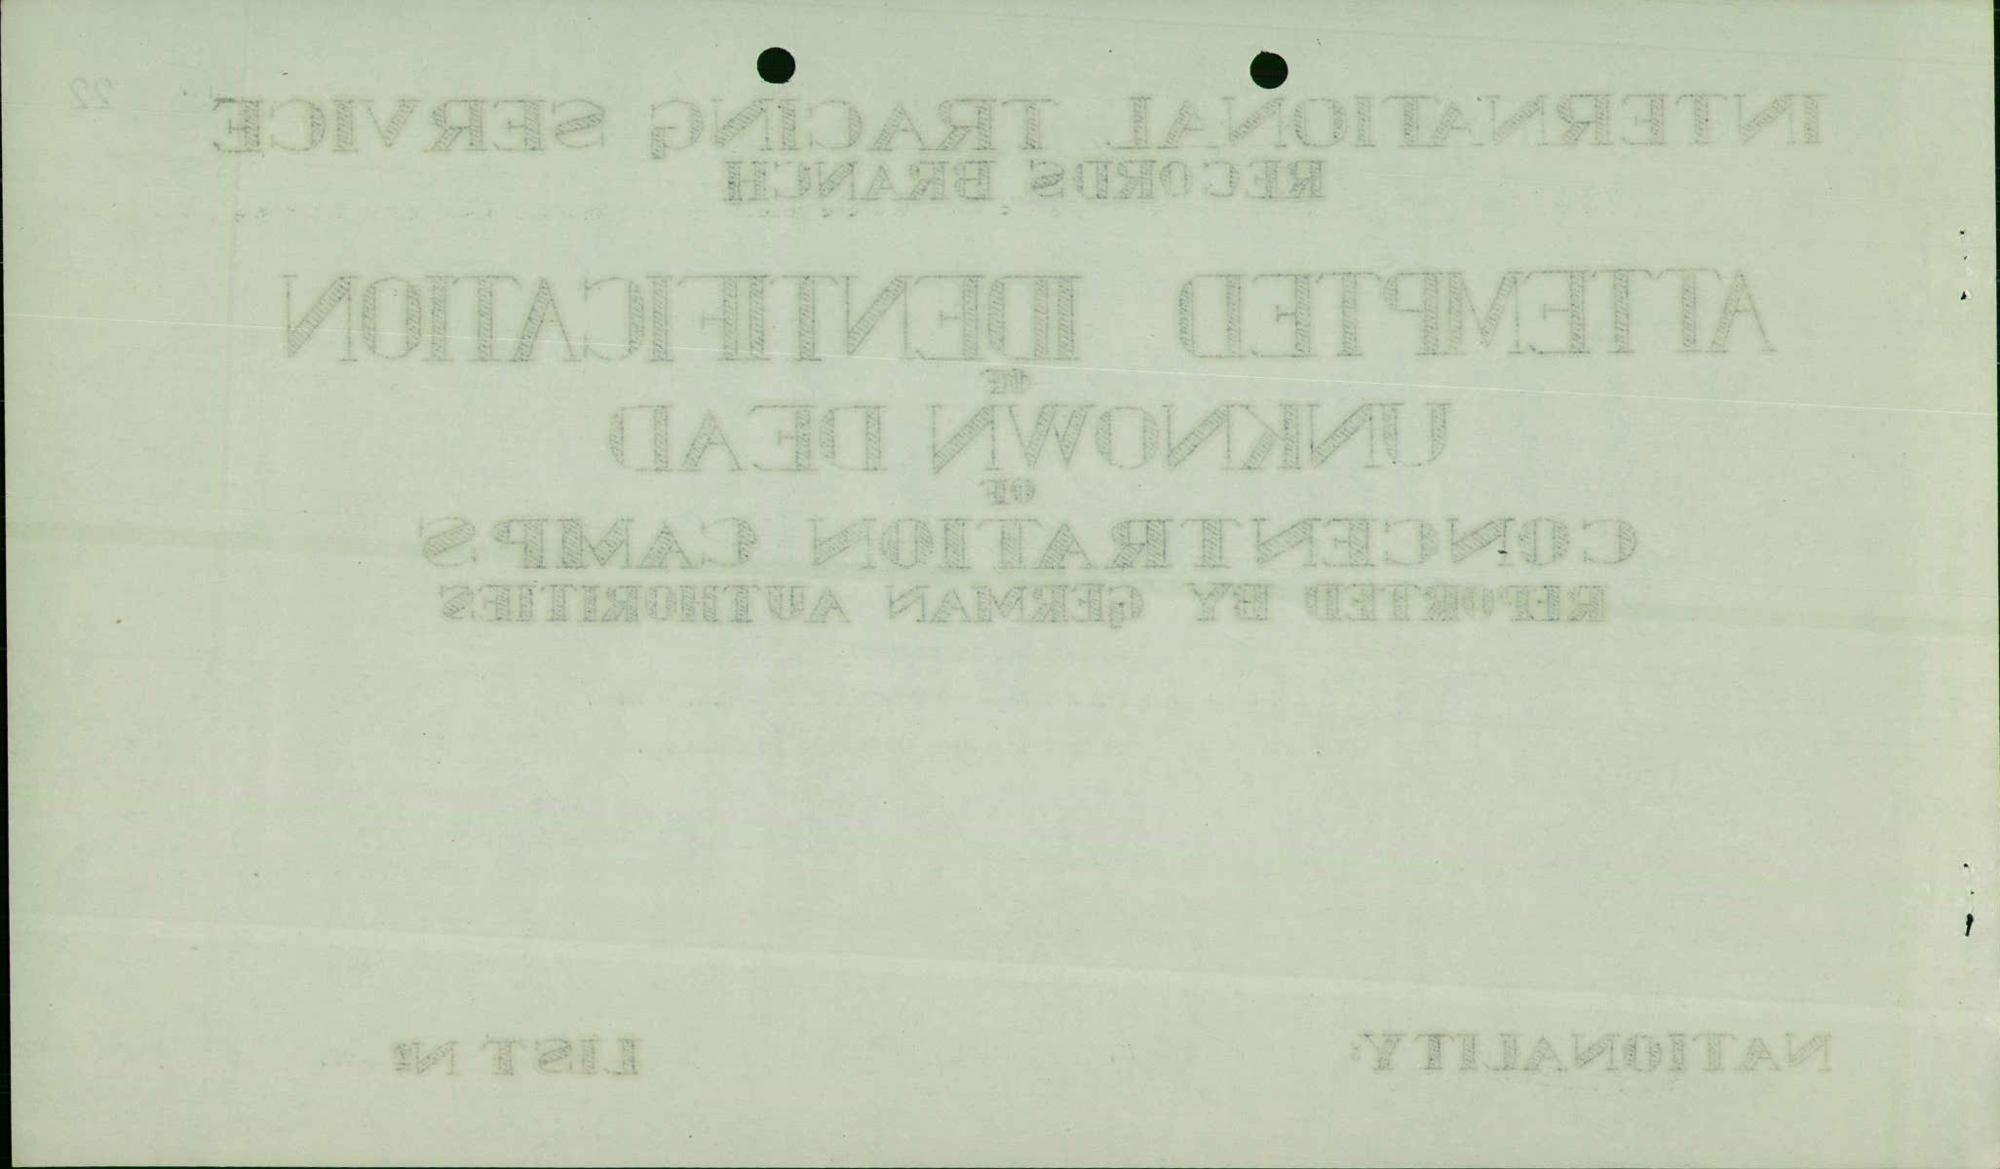 22
INTERNATIONAL TRACING SERVICE
RECORDS BRANCH
ATTEMPTED IDENTIFICATION
OF
UNKNOWN DEAD
OF
CONCENTRATION CAMPS
REPORTED BY GERMAN AUTHORITIES
NATIONALITY: LIST Nº